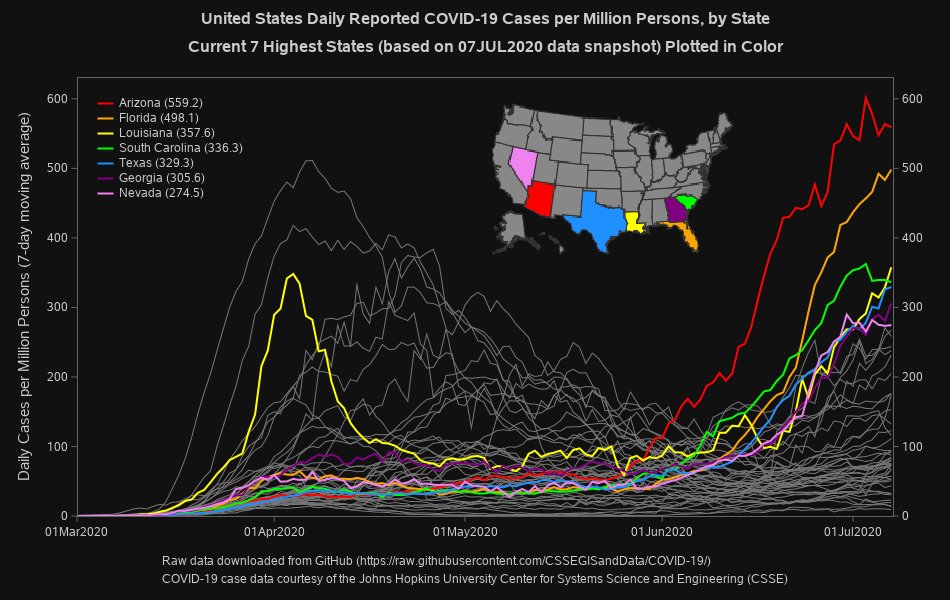 United States Daily Reported COVID-19 Cases per Million Persons, by State
Current 7 Highest States (based on 07JUL2020 data snapshot) Plotted in Color
Daily Cases per Million Persons (7-day moving average)
600
500
400
300
200
100
0
Arizona (559.2)
Florida (498.1)
Louisiana (357.6)
South Carolina (336.3)
Texas (329.3)
Georgia (305.6)
Nevada (274.5)
600
500
400
300
200
100
0
01Mar2020
01Apr2020
01May2020
01Jun2020
01Jul2020
Raw data downloaded from GitHub (https://raw.githubusercontent.com/CSSEGISandData/COVID-19/)
COVID-19 case data courtesy of the Johns Hopkins University Center for Systems Science and Engineering (CSSE)